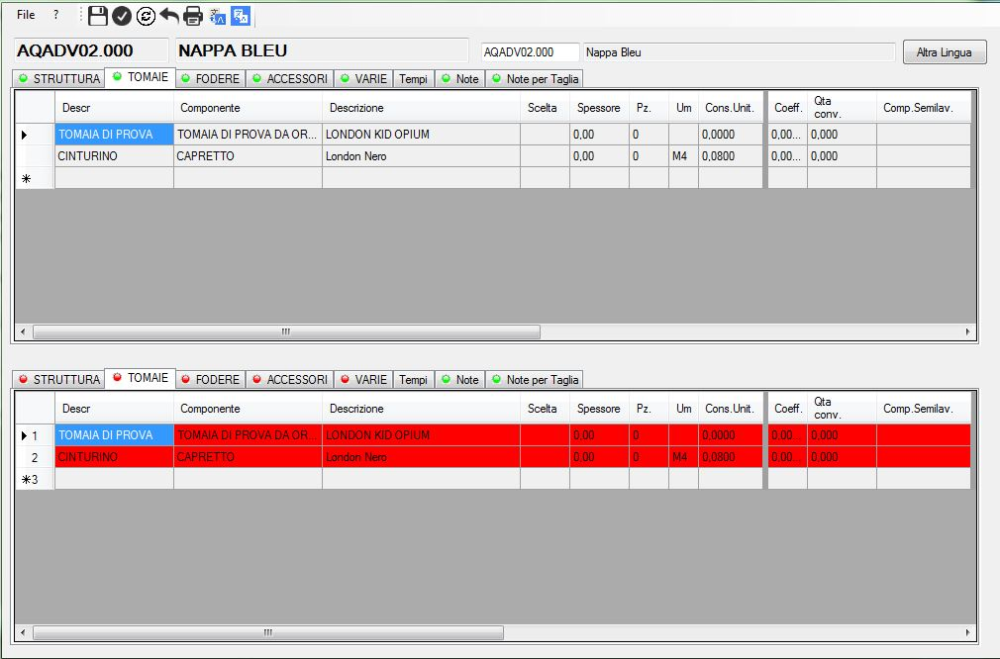 File ?
AQADV02.000 NAPPA BLEU AQADV02.000 Nappa Bleu Altra Lingua
STRUTTURA TOMAIE FODERE ACCESSORI VARIE Tempi Note Note per Taglia
Descr Componente Descrizione Scelta Spessore Pz. Um Cons.Unit. Coeff. Qta conv. Comp.Semilav.
TOMAIA DI PROVA TOMAIA DI PROVA DA OR... LONDON KID OPIUM 0,00 0 0,0000 0,00... 0,000
CINTURINO CAPRETTO London Nero 0,00 0 M4 0,0800 0,00... 0,000
STRUTTURA TOMAIE FODERE ACCESSORI VARIE Tempi Note Note per Taglia
Descr Componente Descrizione Scelta Spessore Pz. Um Cons.Unit. Coeff. Qta conv. Comp.Semilav.
1 TOMAIA DI PROVA TOMAIA DI PROVA DA OR... LONDON KID OPIUM 0,00 0 0,0000 0,00... 0,000
2 CINTURINO CAPRETTO London Nero 0,00 0 M4 0,0800 0,00... 0,000
3